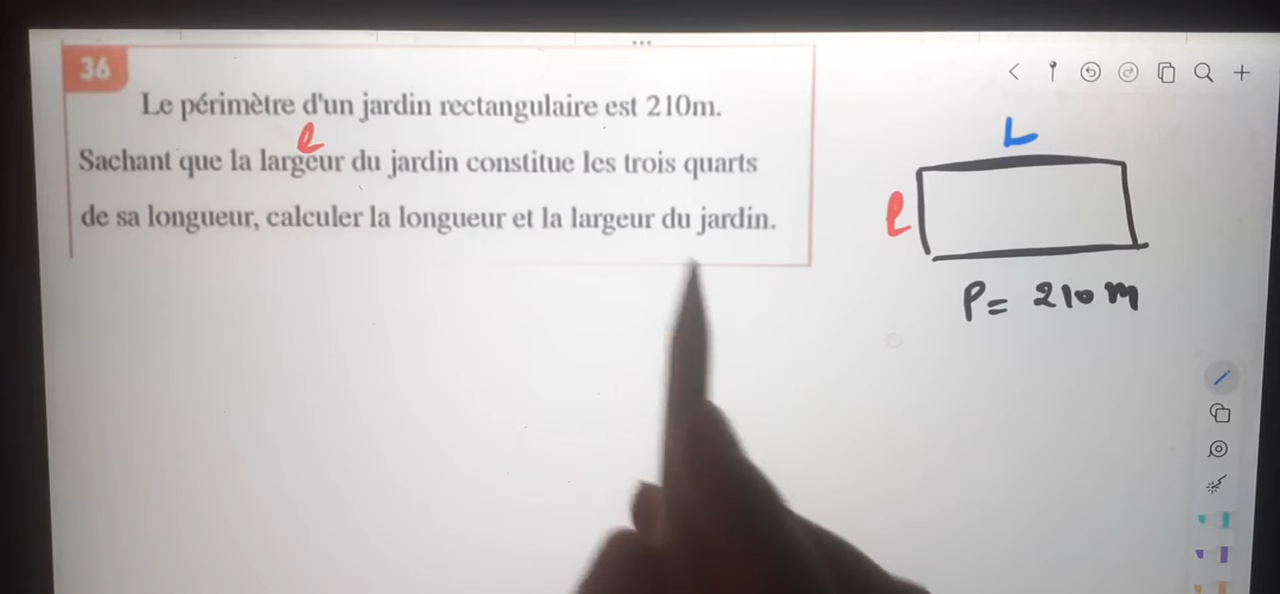 36
Le périmètre d'un jardin rectangulaire est 210m.
l
Sachant que la largeur du jardin constitue les trois quarts
de sa longueur, calculer la longueur et la largeur du jardin.
L
l
P = 210 m